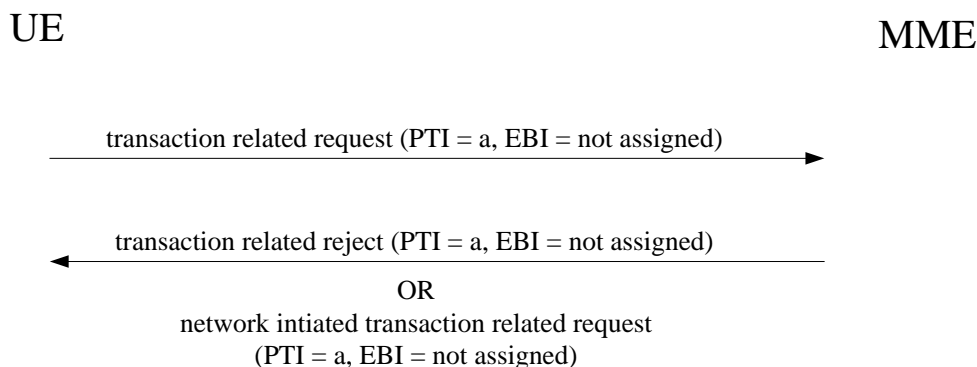 UE
MME
transaction related request (PTI = a, EBI = not assigned)
transaction related reject (PTI = a, EBI = not assigned)
OR
network intiated transaction related request
(PTI = a, EBI = not assigned)